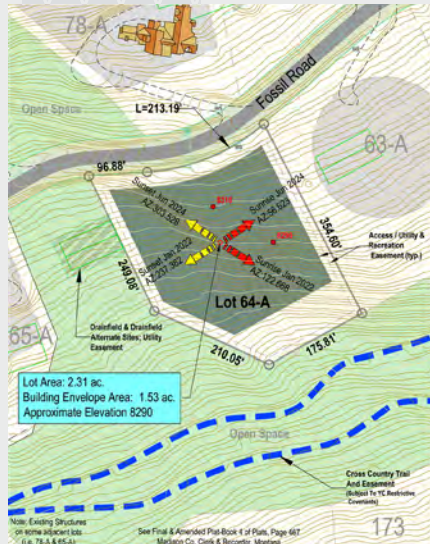 78-A
Open Space
L=213.19'
Fossil Road
63-A
96.88'
Sunset Jun 2024
AZ:303.526
Sunrise Jun 2024
AZ:56.529
354.60'
Access / Utility &
Recreation
Easement (typ.)
249.08'
Sunset Jan 2022
AZ:237.382
Sunrise Jan 2022
Lot 64-A
65-A
Drainfield & Drainfield
Alternate Sites; Utility
Easement
210.05'
175.81'
Lot Area: 2.31 ac.
Building Envelope Area: 1.53 ac.
Approximate Elevation 8290
Open Space
Cross Country Trail
And Easement
(Subject To YC Restrictive
Covenants)
Note: Existing Structures
on some adjacent lots
(i.e. 78-A & 65-A)
See Final & Amended Plat-Book 4 of Plats, Page 667
Madison Co. Clerk & Recorder, Montana
173